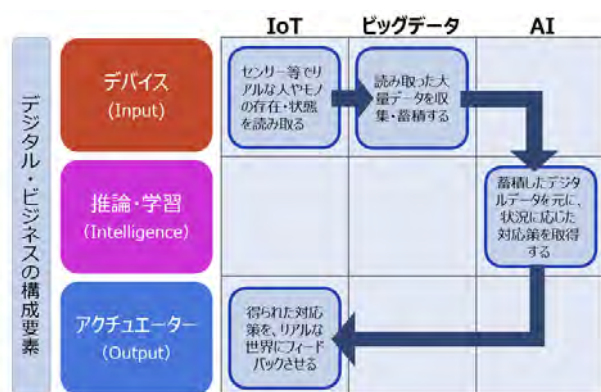 IoT
ビッグデータ
AI
デジタル・ビジネスの構成要素
デバイス
(Input)
センサー等でリ
アルな人やモノ
の存在・状態
を読み取る
読み取った大
量データを収
集・蓄積する
推論・学習
(Intelligence)
蓄積したデジタ
ルデータを元に、
状況に応じた
対応策を取得
する
アクチュエーター
(Output)
得られた対応
策を、リアルな
世界にフィード
バックさせる